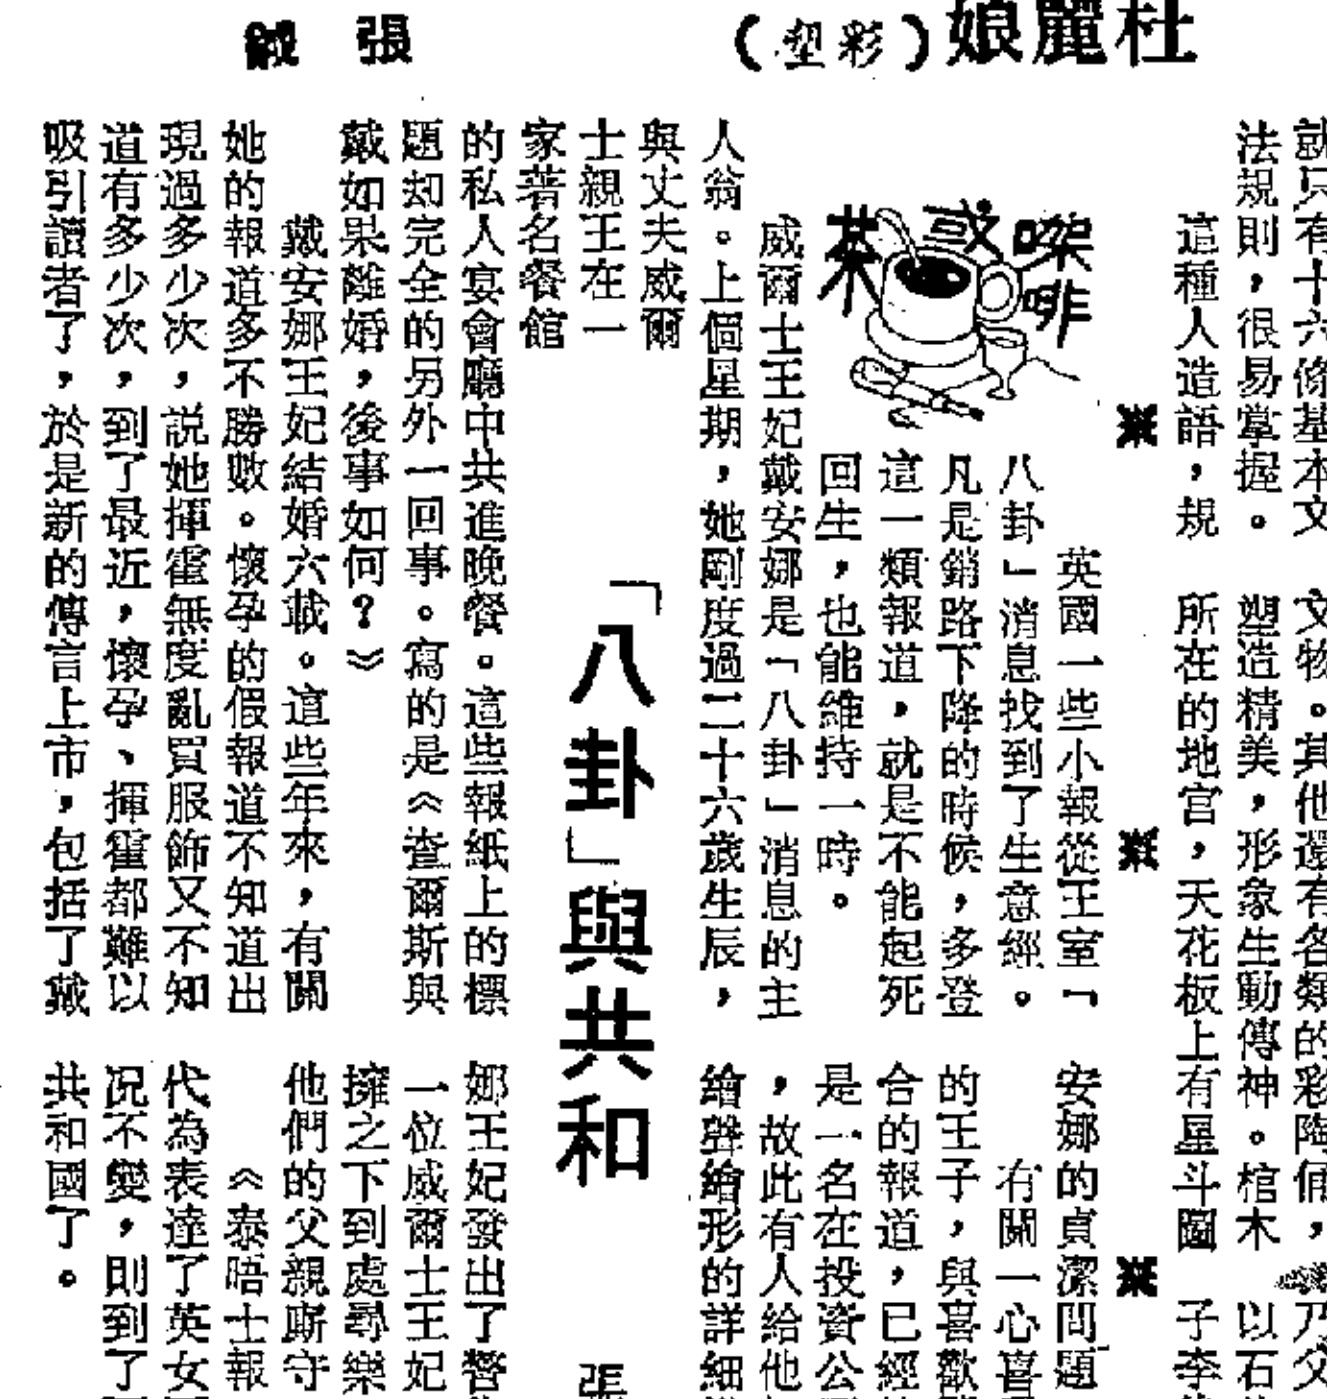 杜麗娘（彩塑）
張
就只有十六條基本文
法規則，很易掌握。
這種人造語，規
文物。其他還有各類的彩陶俑，
塑造精美，形象生動傳神。棺木
所在的地宮，天花板上有星斗圖
乃父
以石
子李
㗎啡或茶
「八卦」與共和
張
英國一些小報從王室「
八卦」消息找到了生意經。
凡是銷路下降的時候，多登
這一類報道，就是不能起死
回生，也能維持一時。
威爾士王妃戴安娜是「八卦」消息的主
人翁。上個星期，她剛度過二十六歲生辰，
與丈夫威爾
士親王在一
家著名餐館
的私人宴會廳中共進晚餐。這些報紙上的標
題却完全的另外一回事。寫的是《查爾斯與
戴如果離婚，後事如何？》
戴安娜王妃結婚六載。這些年來，有關
她的報道多不勝數。懷孕的假報道不知道出
現過多少次，説她揮霍無度亂買服飾又不知
道有多少次，到了最近，懷孕、揮霍都難以
吸引讀者了，於是新的傳言上市，包括了戴
安娜的貞潔問題
有關一心喜
的王子，與喜歡
合的報道，已經
是一名在投資公
，故此有人給他
繪聲繪形的詳細
娜王妃發出了警
一位威爾士王妃
擁之下到處尋樂
他們的父親廝守
《泰晤士報
代為表達了英女
况不變，則到了
共和國了。